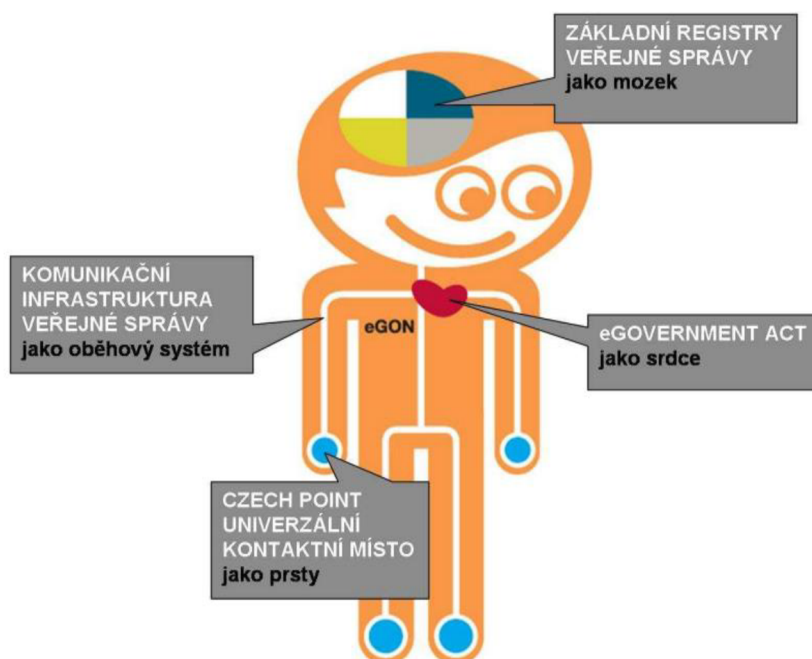 ZÁKLADNÍ REGISTRY
VEŘEJNÉ SPRÁVY
jako mozek
KOMUNIKAČNÍ
INFRASTRUKTURA
VEŘEJNÉ SPRÁVY
jako oběhový systém
eGON
eGOVERNMENT ACT
jako srdce
CZECH POINT
UNIVERZÁLNÍ
KONTAKTNÍ MÍSTO
jako prsty